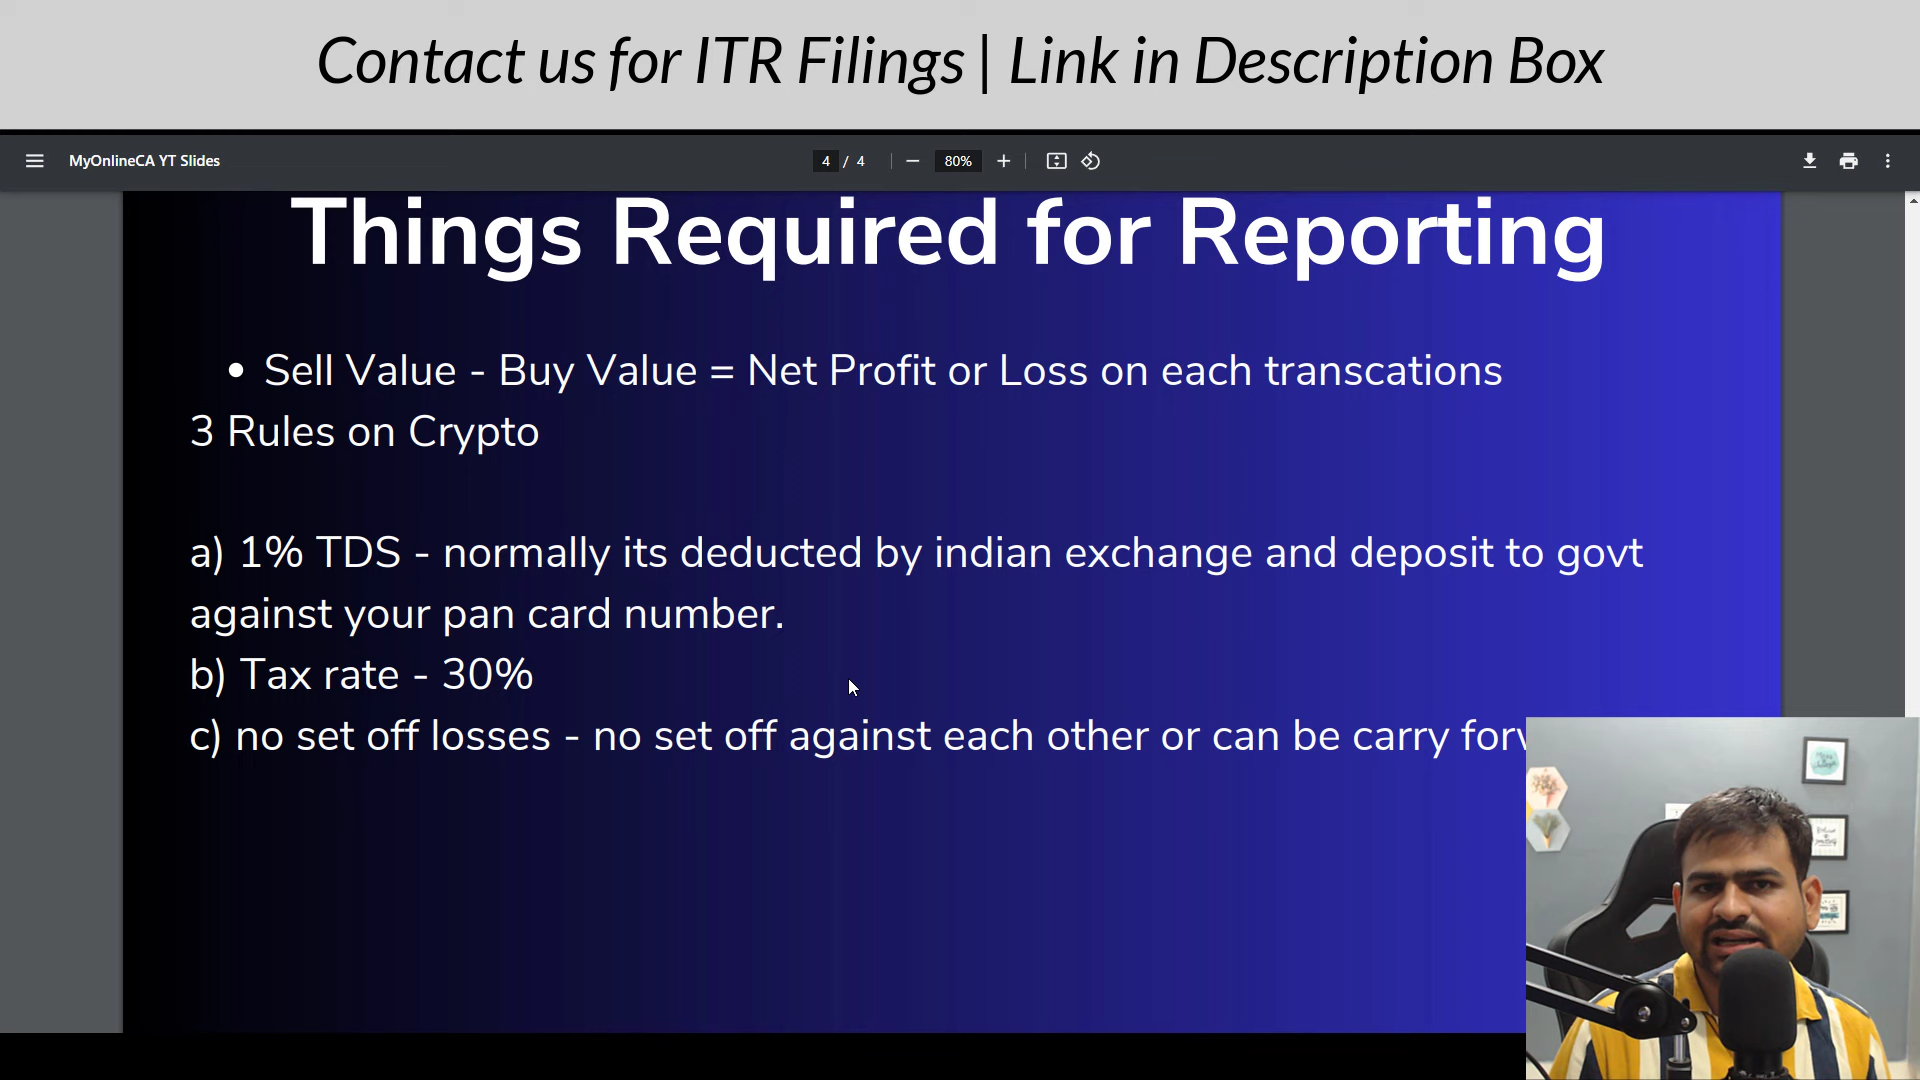 Contact us for ITR Filings | Link in Description Box
MyOnlineCA YT Slides
4 / 4
80%
Things Required for Reporting
• Sell Value - Buy Value = Net Profit or Loss on each transcations
3 Rules on Crypto
a) 1% TDS - normally its deducted by indian exchange and deposit to govt
against your pan card number.
b) Tax rate - 30%
c) no set off losses - no set off against each other or can be carry